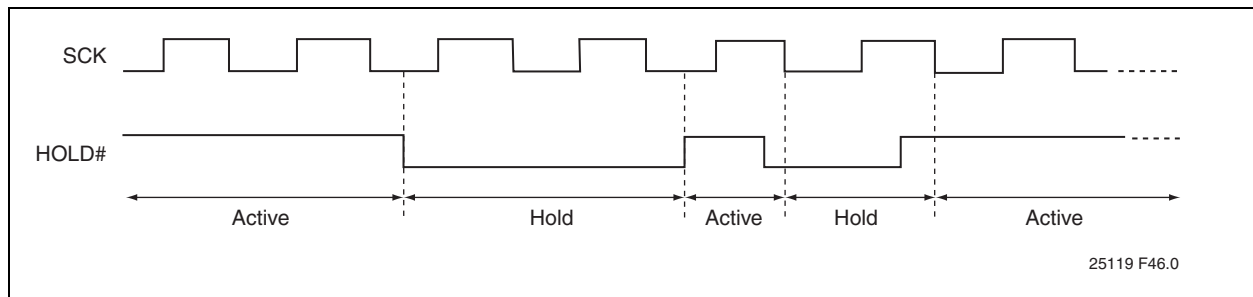 SCK
HOLD#
Active
Hold
Active
Hold
Active
25119 F46.0